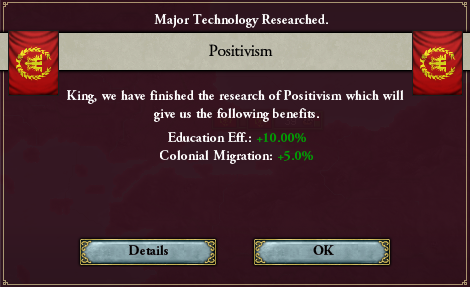 Major Technology Researched.
Positivism
King, we have finished the research of Positivism which will
give us the following benefits.
Education Eff.: +10.00%
Colonial Migration: +5.0%
Details
OK